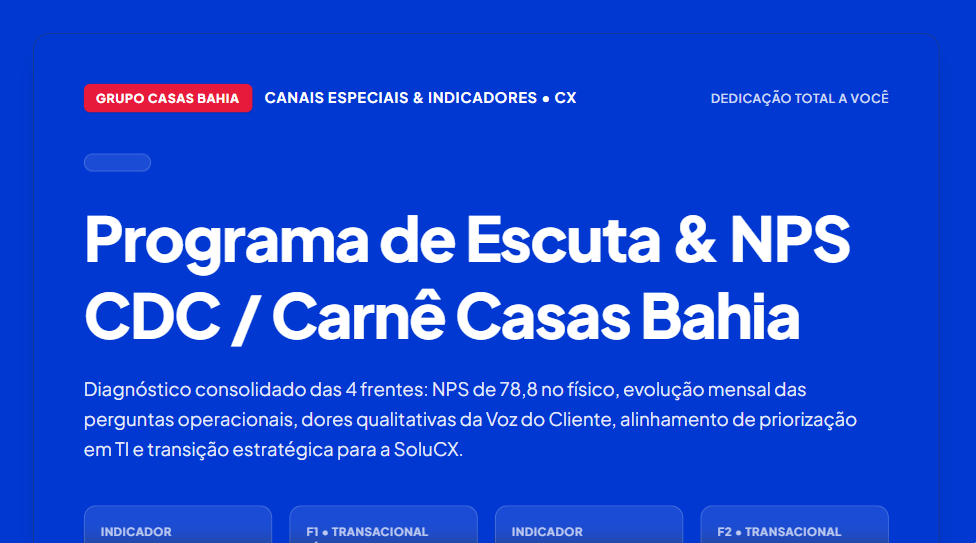 GRUPO CASAS BAHIA CANAIS ESPECIAIS & INDICADORES • CX DEDICAÇÃO TOTAL A VOCÊ
Programa de Escuta & NPS
CDC / Carnê Casas Bahia
Diagnóstico consolidado das 4 frentes: NPS de 78,8 no físico, evolução mensal das
perguntas operacionais, dores qualitativas da Voz do Cliente, alinhamento de priorização
em TI e transição estratégica para a SoluCX.
INDICADOR F1 • TRANSACIONAL INDICADOR F2 • TRANSACIONAL